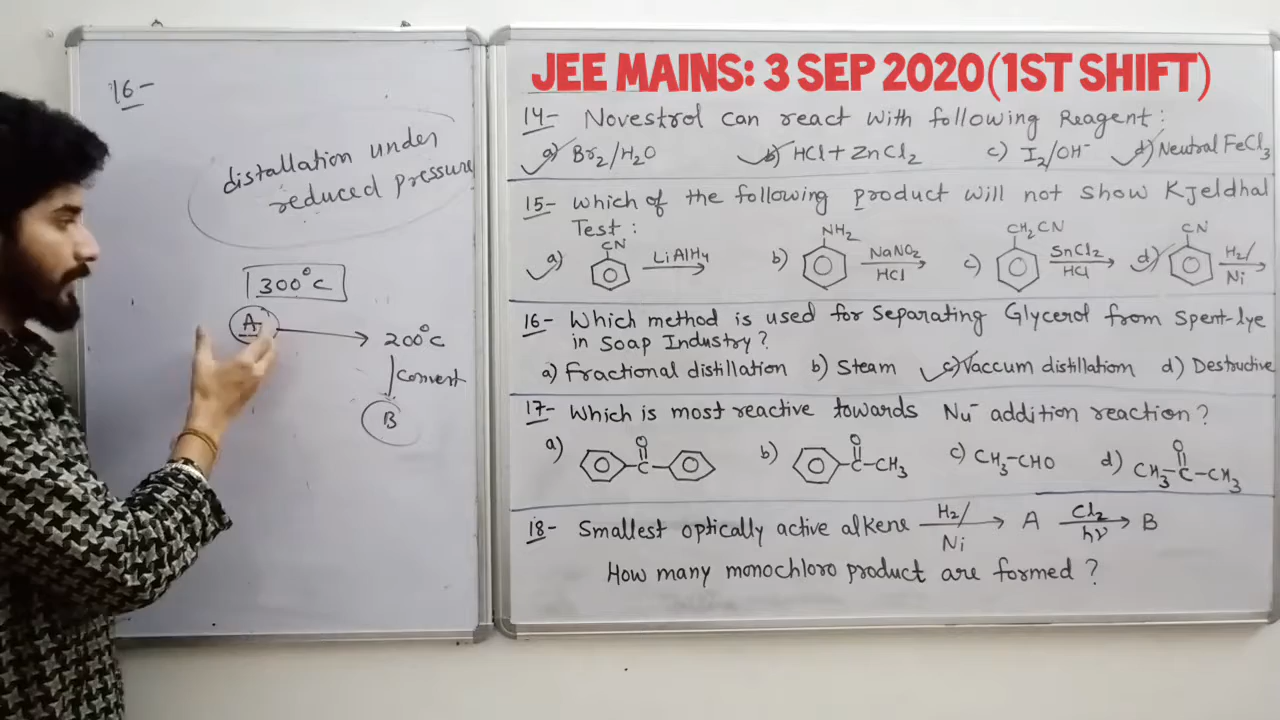 16-
distallation under
reduced pressure
300°C
A
200°C
Convert
B
JEE MAINS: 3 SEP 2020(1ST SHIFT)
14- Novestrol can react with following Reagent:
a) Br2/H2O b) HCl + ZnCl2 c) I2/OH- d) Neutral FeCl3
15- which of the following product will not show Kjeldhal
Test:
a) CN LiAlH4 b) NH2 NaNO2 HCl c) CH2CN SnCl2 HCl d) CN H2/ Ni
16- Which method is used for separating Glycerol from spent-lye
in Soap Industry?
a) Fractional distillation b) Steam c) Vaccum distillation d) Destructive
17- Which is most reactive towards Nu- addition reaction?
a) O C b) O C-CH3 c) CH3-CHO d) CH3-C-CH3 O
18- Smallest optically active alkene H2/ Ni A Cl2 hν B
How many monochloro product are formed?